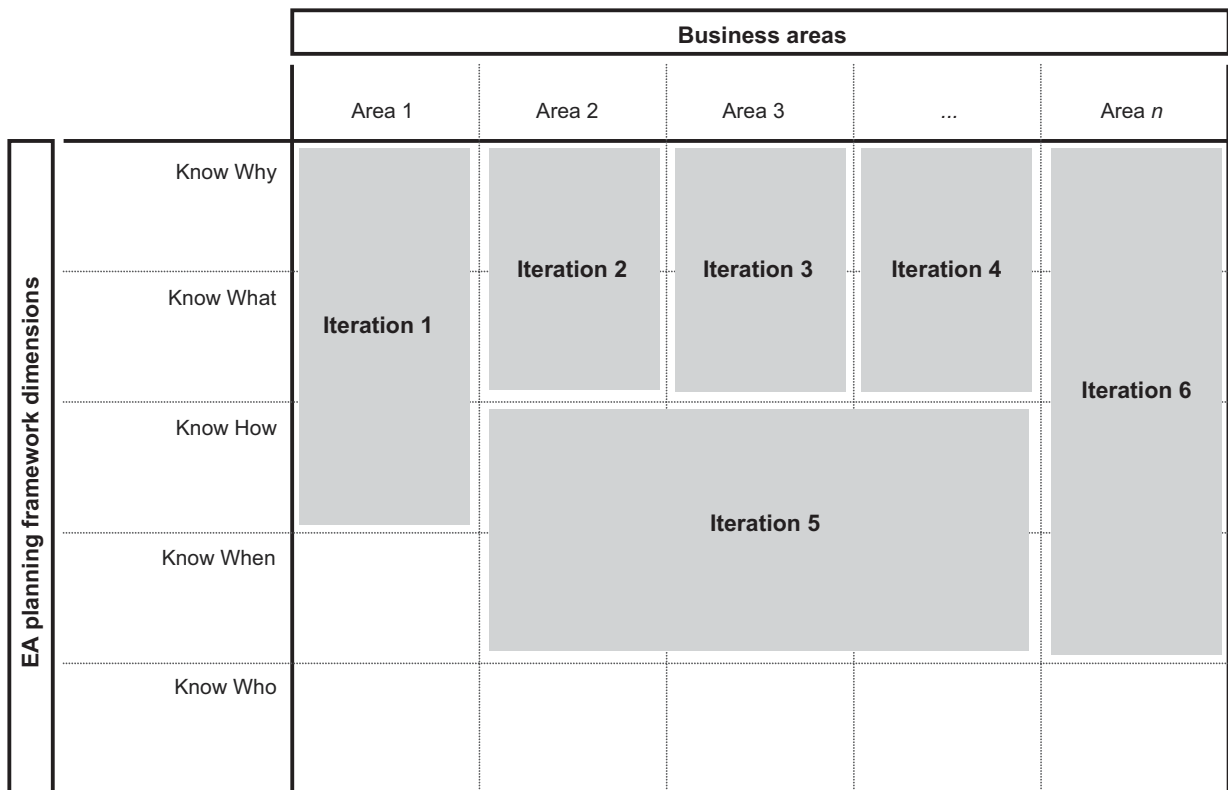 Business areas
Area 1
Area 2
Area 3
...
Area n
EA planning framework dimensions
Know Why
Know What
Know How
Know When
Know Who
Iteration 1
Iteration 2
Iteration 3
Iteration 4
Iteration 5
Iteration 6